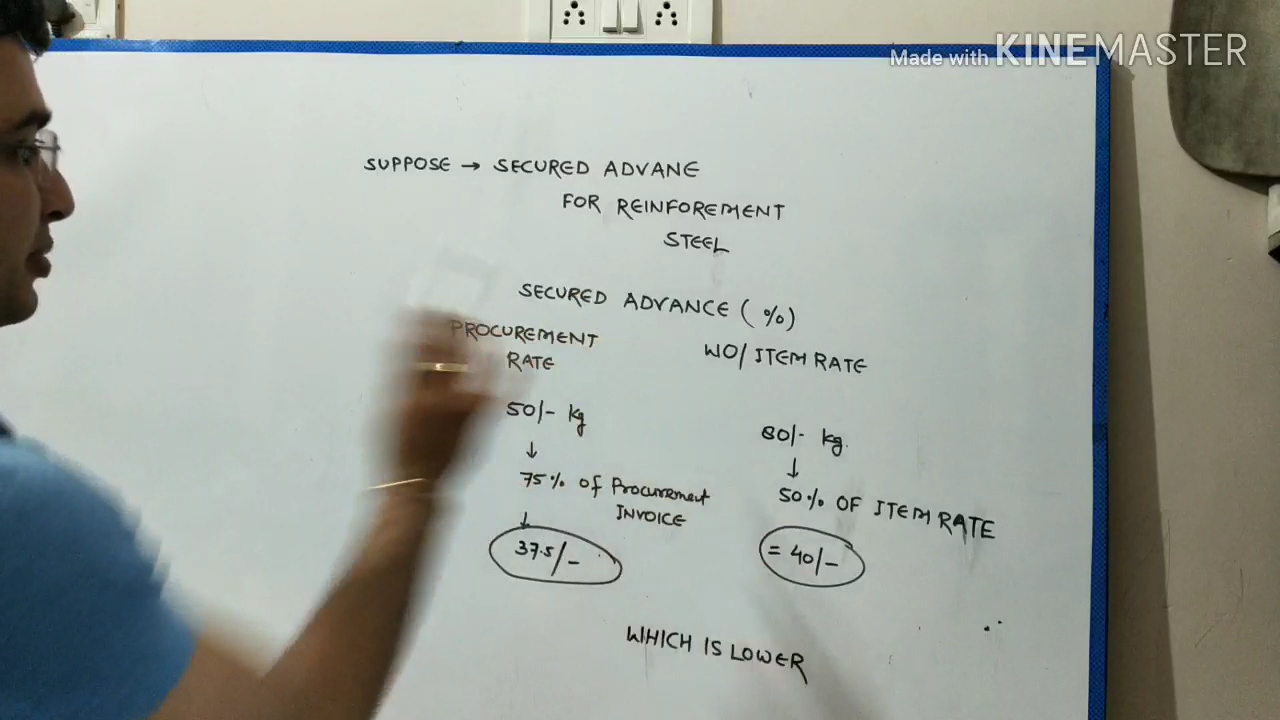 Made with KINEMASTER
SUPPOSE → SECURED ADVANE
FOR REINFOREMENT
STEEL
SECURED ADVANCE (%)
PROCUREMENT
RATE
WO/ ITEM RATE
50/- kg
80/- kg.
↓
↓
75% of Procurement
INVOICE
50% OF ITEM RATE
↓
37.5/-
= 40/-
WHICH IS LOWER